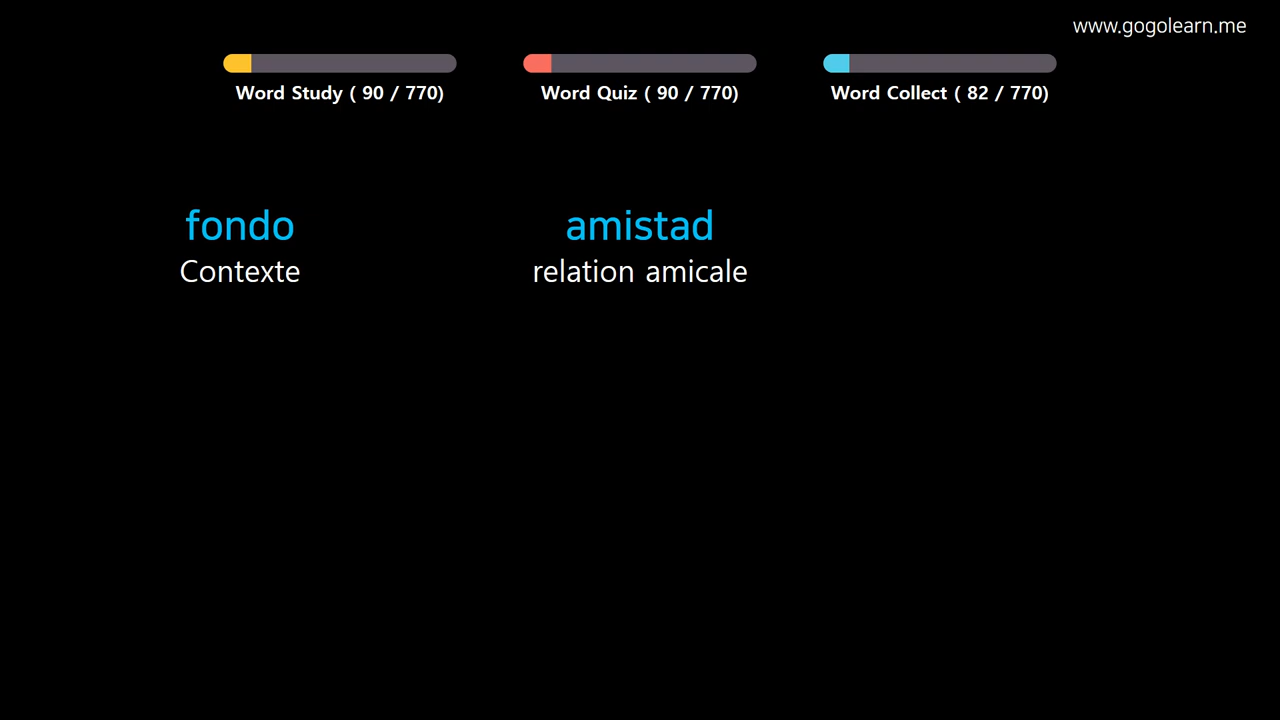 www.gogolearn.me
Word Study ( 90 / 770)
Word Quiz ( 90 / 770)
Word Collect ( 82 / 770)
fondo
Contexte
amistad
relation amicale